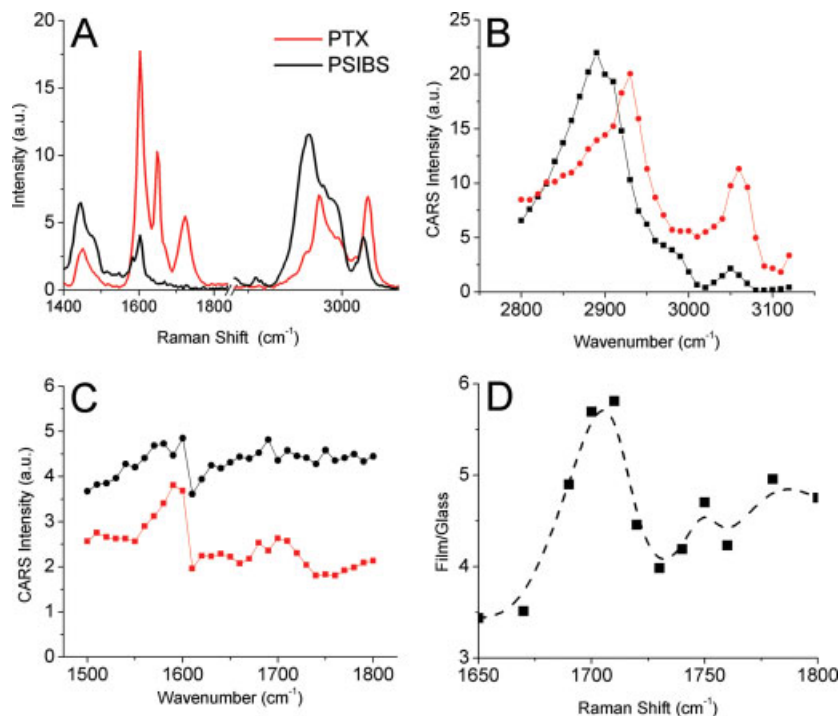 A
PTX
PSIBS
20
15
10
5
0
Intensity (a.u.)
1400 1600 1800 3000
Raman Shift (cm-1)
B
25
20
15
10
5
0
CARS Intensity (a.u.)
2800 2900 3000 3100
Wavenumber (cm-1)
C
6
5
4
3
2
1
0
CARS Intensity (a.u.)
1500 1600 1700 1800
Wavenumber (cm-1)
D
6
5
4
3
Film/Glass
1650 1700 1750 1800
Raman Shift (cm-1)